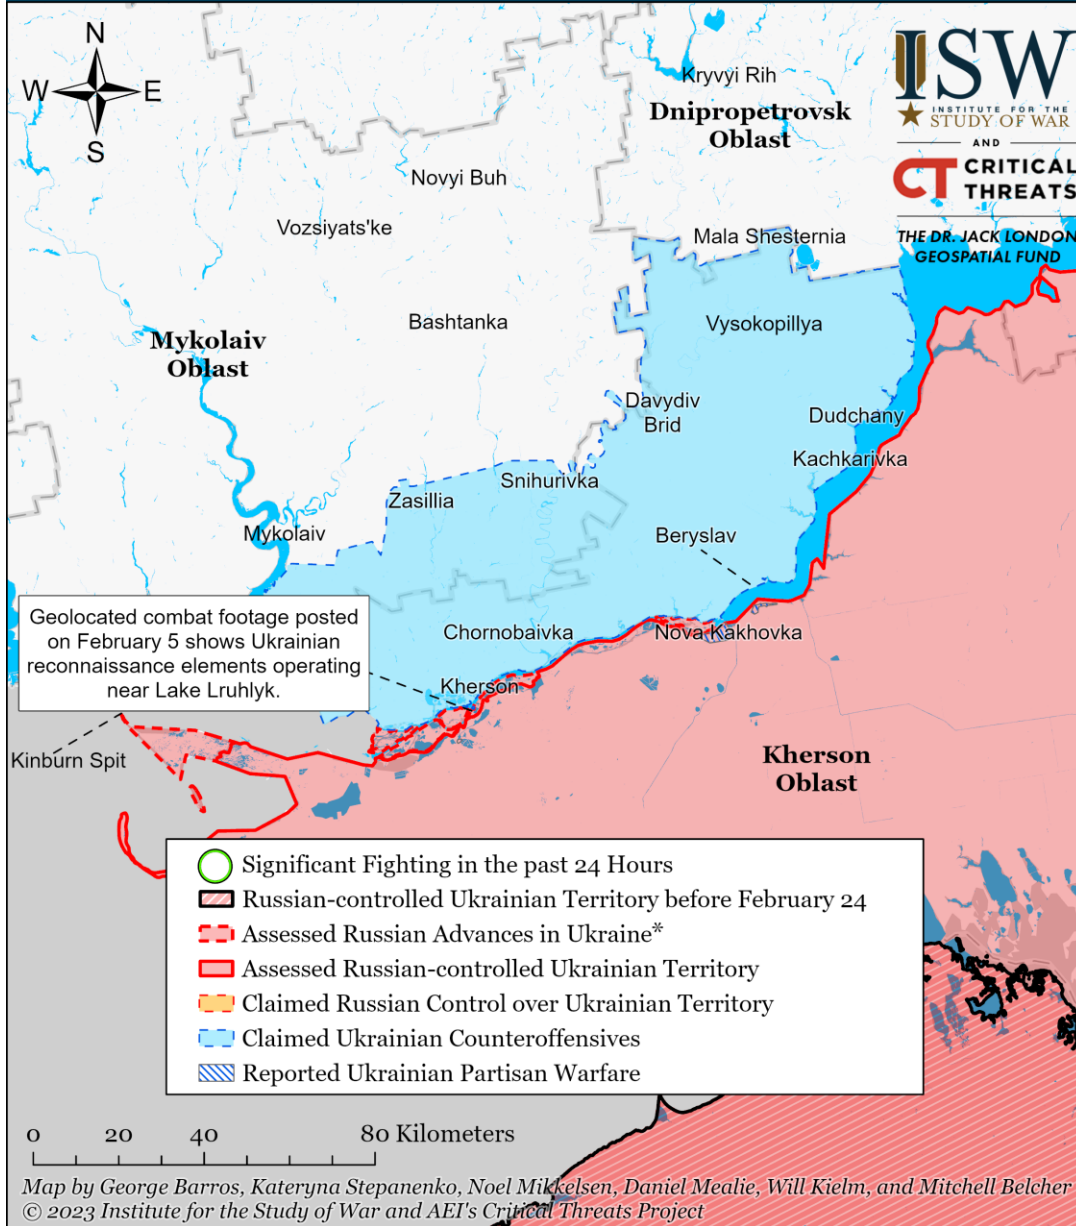 N
W
E
S
ISW
INSTITUTE FOR THE
STUDY OF WAR
AND
CT
CRITICAL
THREATS
THE DR. JACK LONDON
GEOSPATIAL FUND
Kryvyi Rih
Dnipropetrovsk
Oblast
Novyi Buh
Vozsiyats'ke
Mala Shesternia
Bashtanka
Vysokopillya
Mykolaiv
Oblast
Davydiv
Brid
Dudchany
Kachkarivka
Snihurivka
Zasillia
Mykolaiv
Beryslav
Geolocated combat footage posted
on February 5 shows Ukrainian
reconnaissance elements operating
near Lake Lruhlyk.
Chornobaivka
Nova Kakhovka
Kherson
Kinburn Spit
Kherson
Oblast
Significant Fighting in the past 24 Hours
Russian-controlled Ukrainian Territory before February 24
Assessed Russian Advances in Ukraine*
Assessed Russian-controlled Ukrainian Territory
Claimed Russian Control over Ukrainian Territory
Claimed Ukrainian Counteroffensives
Reported Ukrainian Partisan Warfare
0 20 40 80 Kilometers
Map by George Barros, Kateryna Stepanenko, Noel Mikkelsen, Daniel Mealie, Will Kielm, and Mitchell Belcher
© 2023 Institute for the Study of War and AEI's Critical Threats Project